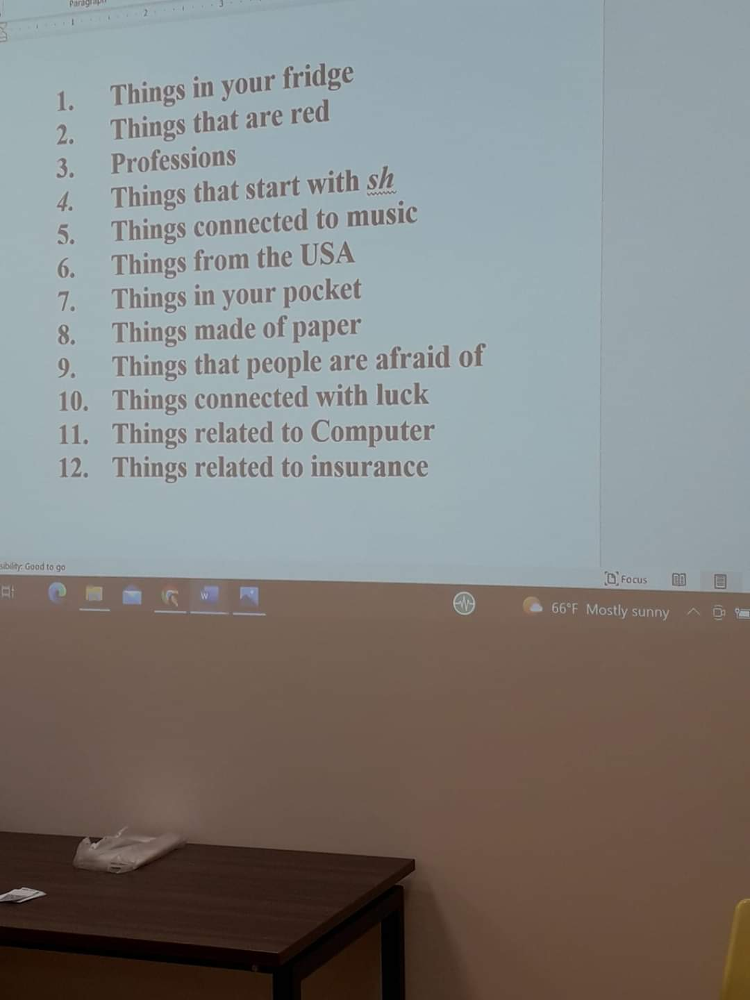 Paragraph
1 2 3
1. Things in your fridge
2. Things that are red
3. Professions
4. Things that start with sh
5. Things connected to music
6. Things from the USA
7. Things in your pocket
8. Things made of paper
9. Things that people are afraid of
10. Things connected with luck
11. Things related to Computer
12. Things related to insurance
Good to go
Focus
W
66°F Mostly sunny